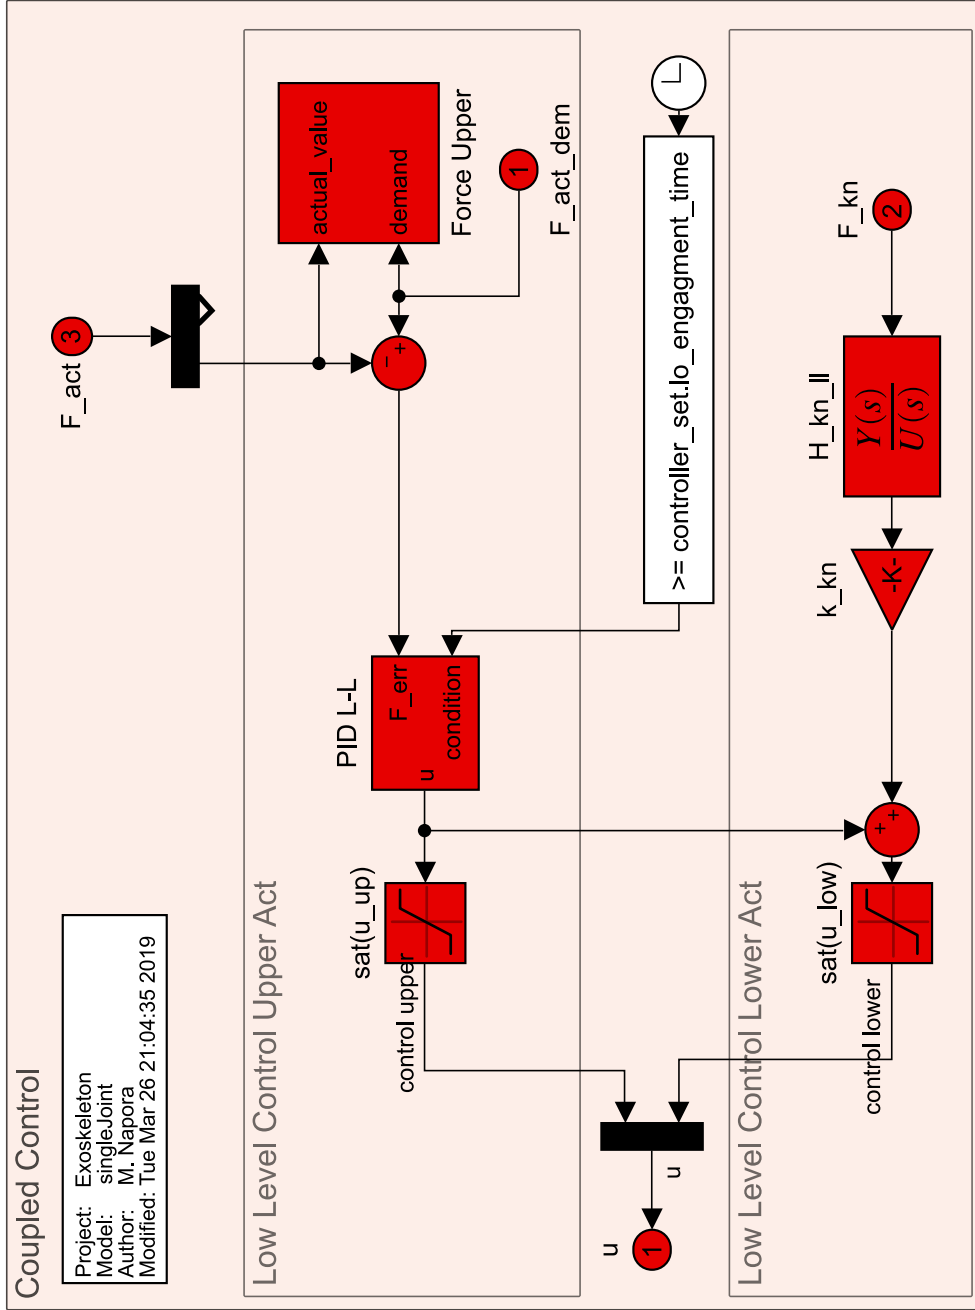 Coupled Control
Project: Exoskeleton
Model: singleJoint
Author: M. Napora
Modified: Tue Mar 26 21:04:35 2019
3
F_act
Low Level Control Upper Act
actual_value
demand
Force Upper
1
F_act_dem
- +
PID L-L
F_err
condition
u
sat(u_up)
control upper
>= controller_set.lo_engagment_time
u
1
u
Low Level Control Lower Act
F_kn
2
H_kn_ll
Y(s)
U(s)
k_kn
-K-
+ +
sat(u_low)
control lower